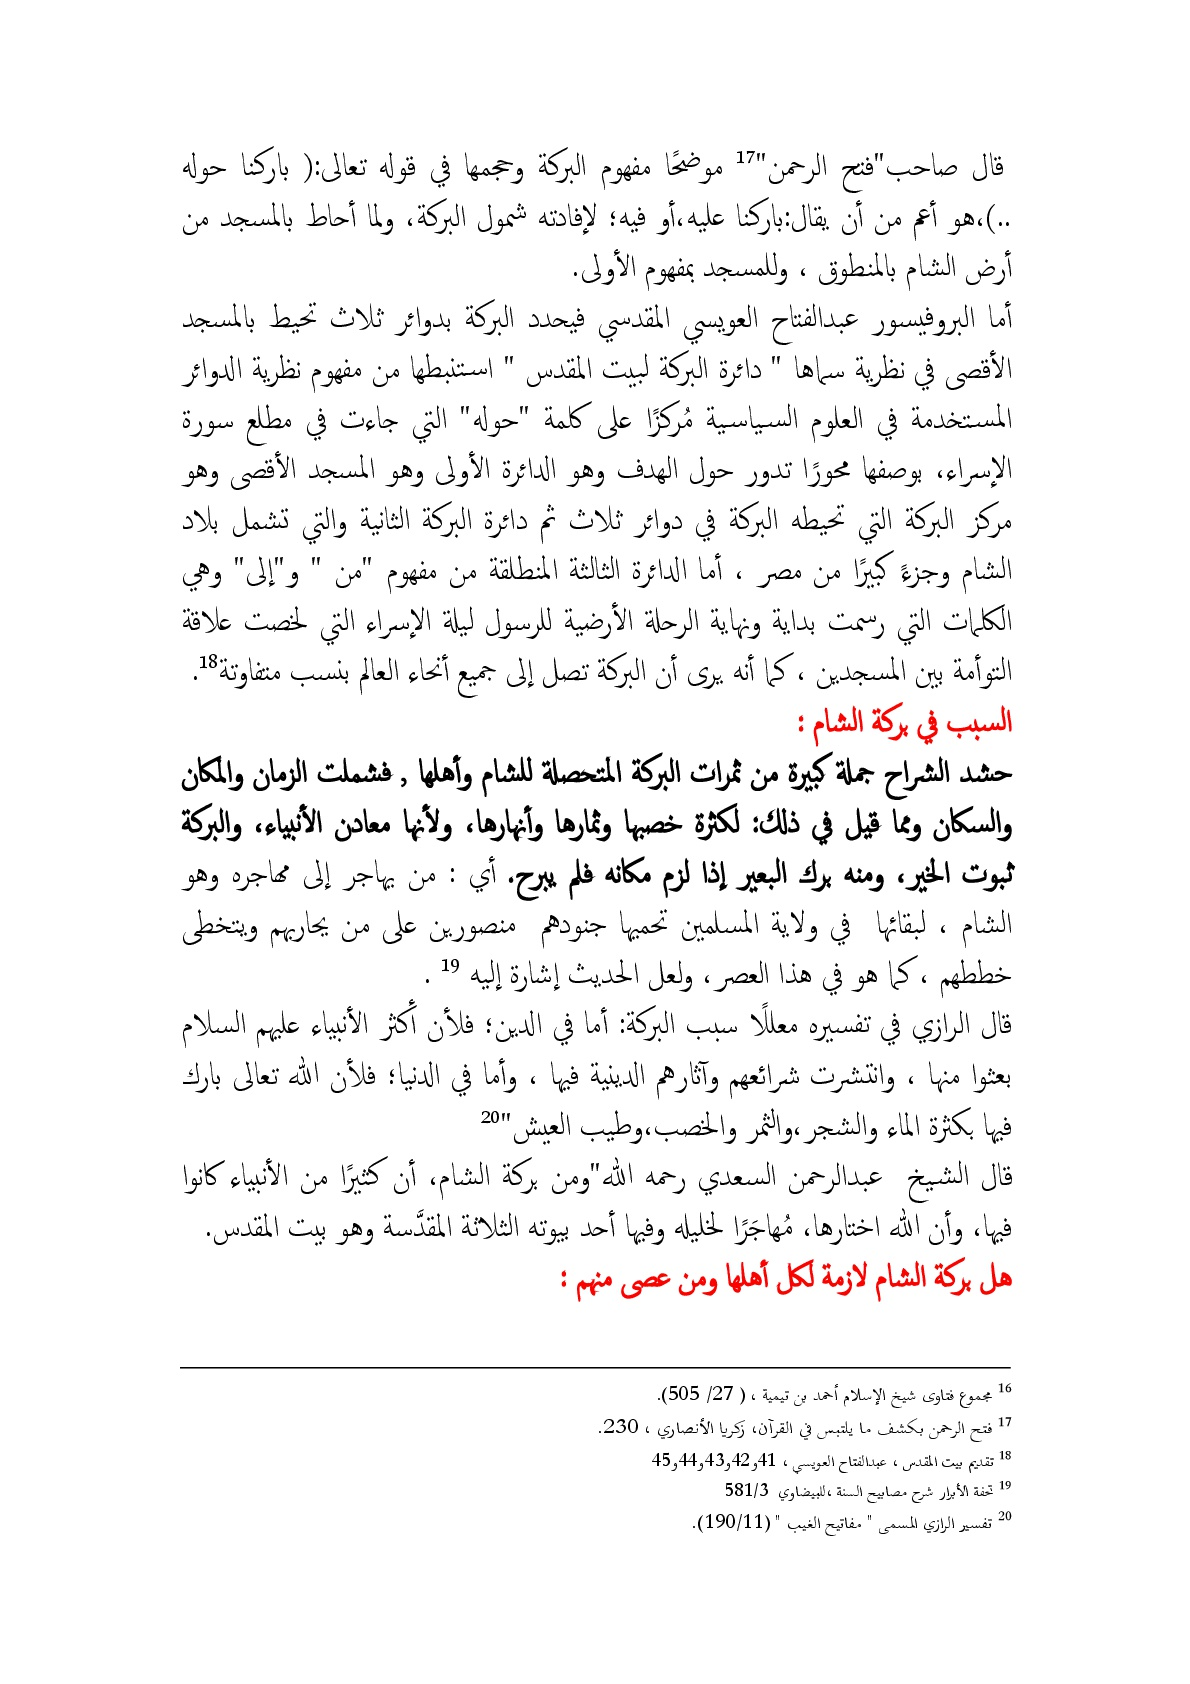 قال صاحب"فتح الرحمن"17 موضحًا مفهوم البركة وحجمها في قوله تعالى:( باركنا حوله
..)،هو أعم من أن يقال:باركنا عليه،أو فيه؛ لإفادته شمول البركة، ولما أحاط بالمسجد من
أرض الشام بالمنطوق ، وللمسجد بمفهوم الأولى.
أما البروفيسور عبدالفتاح العويسي المقدسي فيحدد البركة بدوائر ثلاث تحيط بالمسجد
الأقصى في نظرية سماها " دائرة البركة لبيت المقدس " استنبطها من مفهوم نظرية الدوائر
المستخدمة في العلوم السياسية مُركزًا على كلمة "حوله" التي جاءت في مطلع سورة
الإسراء، بوصفها محورًا تدور حول الهدف وهو الدائرة الأولى وهو المسجد الأقصى وهو
مركز البركة التي تحيطه البركة في دوائر ثلاث ثم دائرة البركة الثانية والتي تشمل بلاد
الشام وجزءً كبيرًا من مصر ، أما الدائرة الثالثة المنطلقة من مفهوم "من " و"إلى" وهي
الكلمات التي رسمت بداية ونهاية الرحلة الأرضية للرسول ليلة الإسراء التي لخصت علاقة
التوأمة بين المسجدين ، كما أنه يرى أن البركة تصل إلى جميع أنحاء العالم بنسب متفاوتة18.
السبب في بركة الشام :
حشد الشراح جملة كبيرة من ثمرات البركة المتحصلة للشام وأهلها , فشملت الزمان والمكان
والسكان ومما قيل في ذلك: لكثرة خصبها وثمارها وأنهارها، ولأنها معادن الأنبياء، والبركة
ثبوت الخير، ومنه برك البعير إذا لزم مكانه فلم يبرح. أي : من يهاجر إلى مهاجره وهو
الشام ، لبقائها في ولاية المسلمين تحميها جنودهم منصورين على من يحاربهم ويتخطى
خططهم ، كما هو في هذا العصر ، ولعل الحديث إشارة إليه 19 .
قال الرازي في تفسيره معللًا سبب البركة: أما في الدين؛ فلأن أكثر الأنبياء عليهم السلام
بعثوا منها ، وانتشرت شرائعهم وآثارهم الدينية فيها ، وأما في الدنيا؛ فلأن الله تعالى بارك
فيها بكثرة الماء والشجر ،والثمر والخصب،وطيب العيش"20
قال الشيخ عبدالرحمن السعدي رحمه الله"ومن بركة الشام، أن كثيرًا من الأنبياء كانوا
فيها، وأن الله اختارها، مُهاجَرًا لخليله وفيها أحد بيوته الثلاثة المقدَّسة وهو بيت المقدس.
هل بركة الشام لازمة لكل أهلها ومن عصى منهم :
16 مجموع فتاوى شيخ الإسلام أحمد بن تيمية ، ( 27/ 505).
17 فتح الرحمن بكشف ما يلتبس في القرآن، زكريا الأنصاري ، 230.
18 تقديم بيت المقدس ، عبدالفتاح العويسي ، 41و42و43و44و45
19 تحفة الأبرار شرح مصابيح السنة ،للبيضاوي 581/3
20 تفسير الرازي المسمى " مفاتيح الغيب " (190/11).